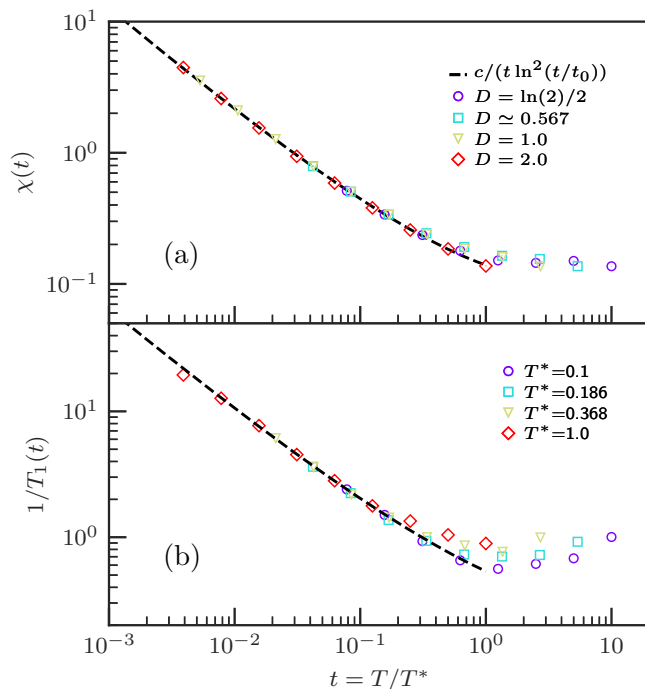 10^1
10^0
10^{-1}
χ(t)
c/(t ln^2(t/t_0))
D = ln(2)/2
D ≃ 0.567
D = 1.0
D = 2.0
(a)
10^1
10^0
1/T_1(t)
T^*=0.1
T^*=0.186
T^*=0.368
T^*=1.0
(b)
10^{-3} 10^{-2} 10^{-1} 10^0 10^1
t = T/T^*